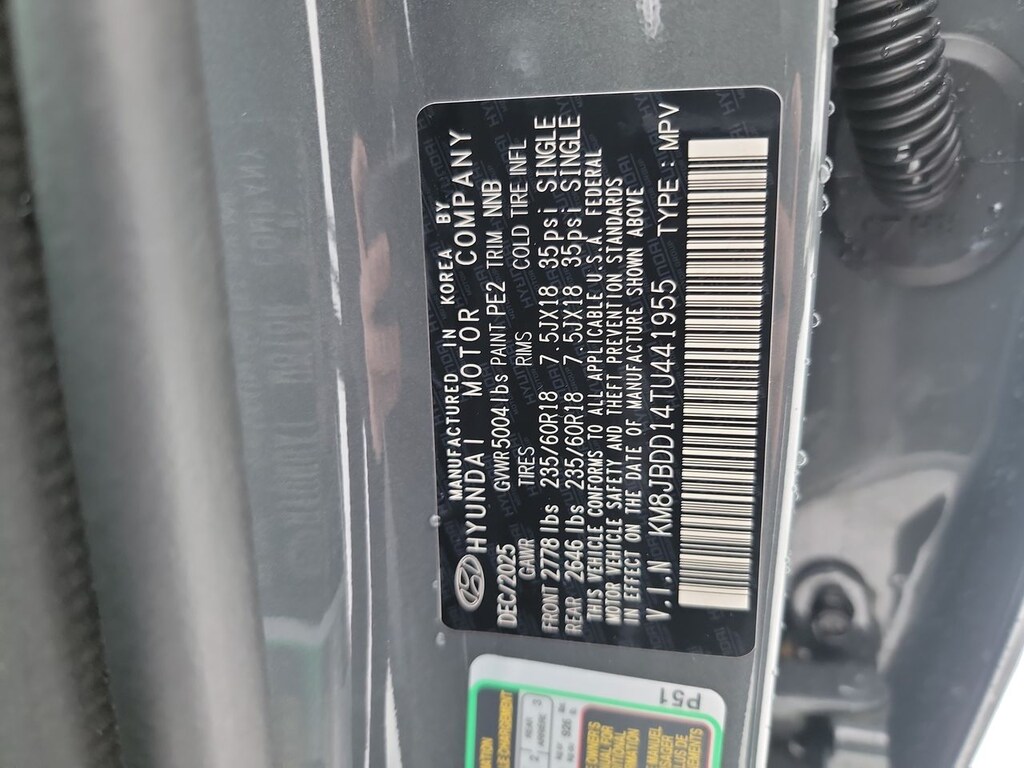 MANUFACTURED IN KOREA BY
HYUNDAI MOTOR COMPANY
DEC/2025 GVWR 5004 lbs PAINT PE2 TRIM NNB
GAWR TIRES RIMS COLD TIRE INFL
FRONT 2778 lbs 235/60R18 7.5JX18 35psi SINGLE
REAR 2646 lbs 235/60R18 7.5JX18 35psi SINGLE
THIS VEHICLE CONFORMS TO ALL APPLICABLE U.S.A. FEDERAL
MOTOR VEHICLE SAFETY AND THEFT PREVENTION STANDARDS
IN EFFECT ON THE DATE OF MANUFACTURE SHOWN ABOVE
V.I.N KM8JBDD14TU441955 TYPE : MPV
P51